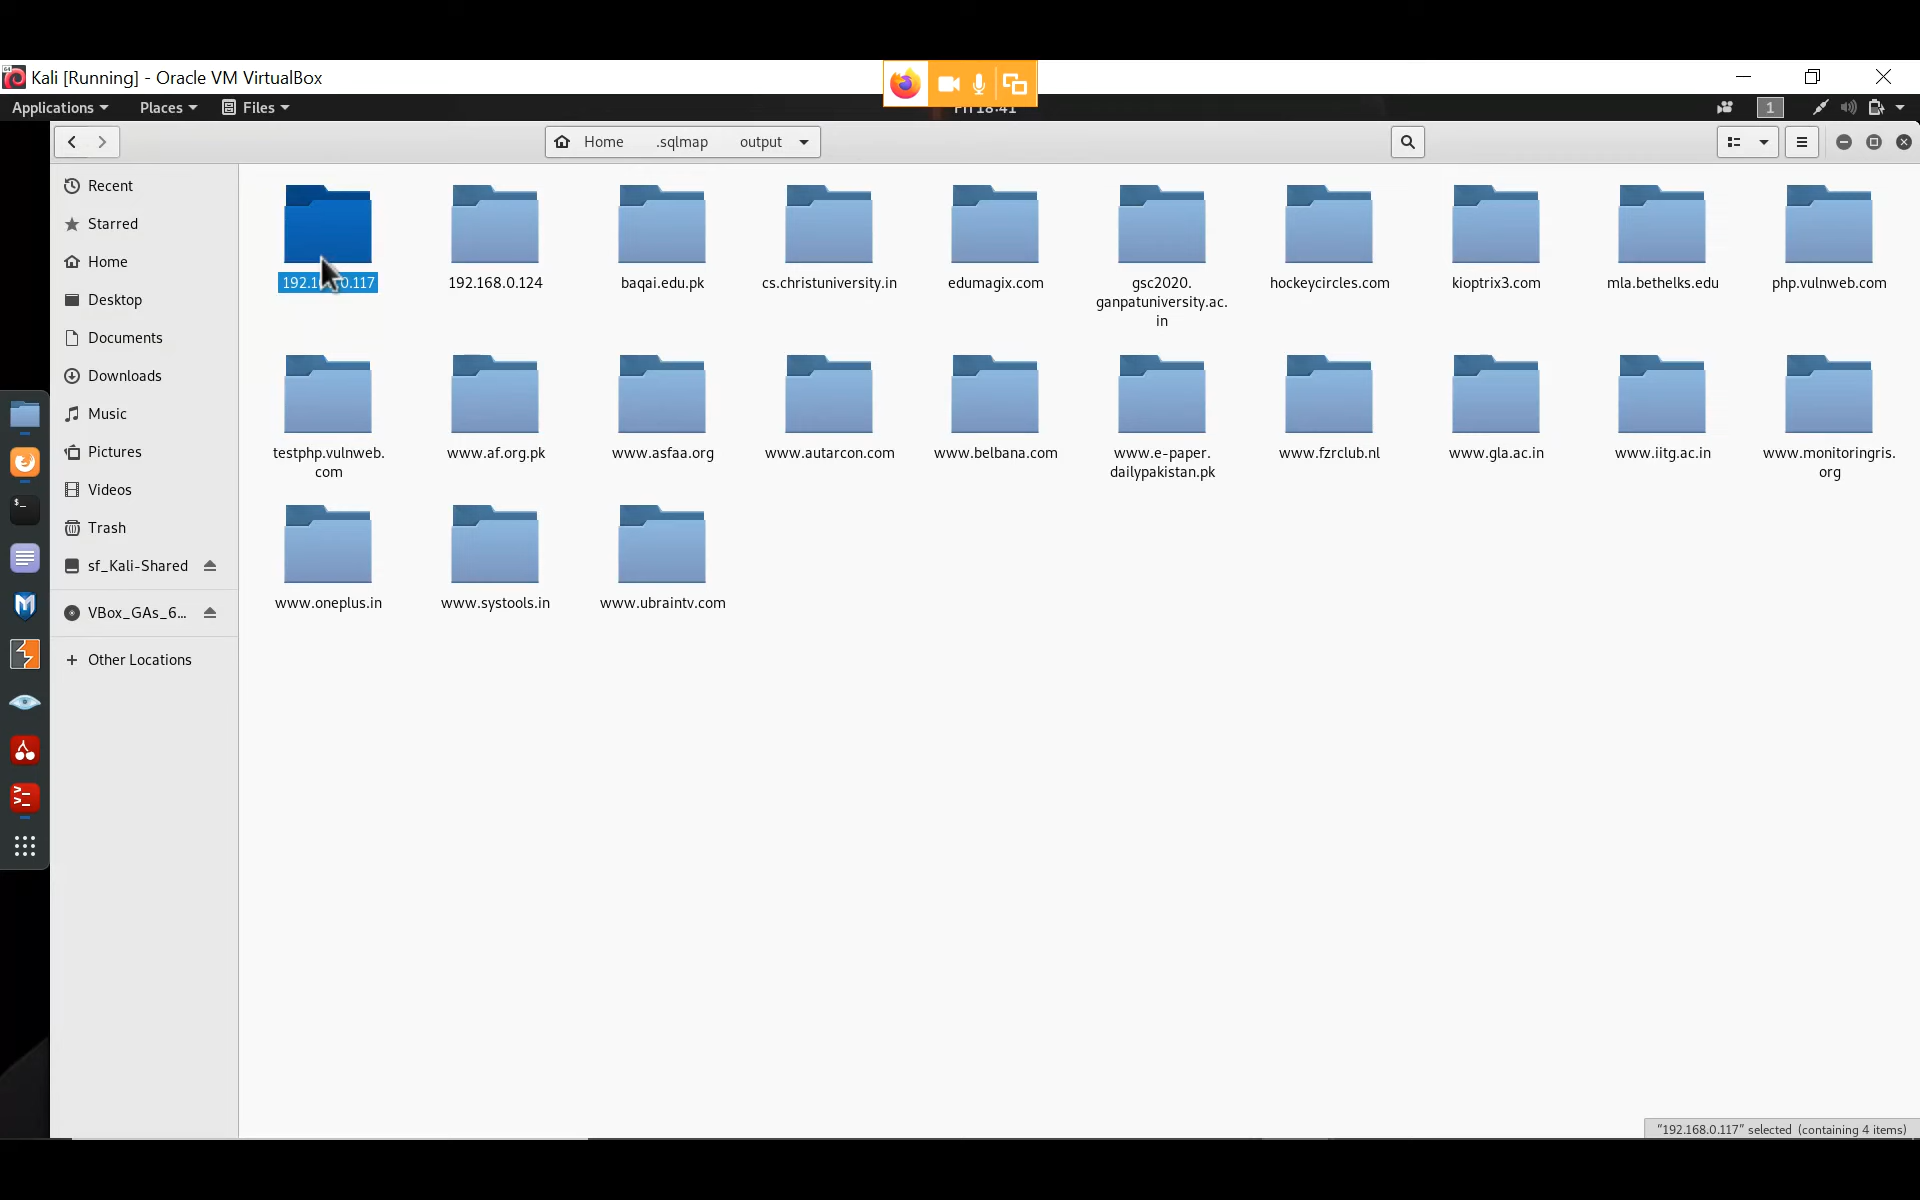 Kali [Running] - Oracle VM VirtualBox
Applications Places Files 1
Home .sqlmap output
Recent
Starred
Home
Desktop
Documents
Downloads
Music
Pictures
Videos
Trash
sf_Kali-Shared
VBox_GAs_6...
+ Other Locations
192.168.0.117
192.168.0.124
baqai.edu.pk
cs.christuniversity.in
edumagix.com
gsc2020.
ganpatuniversity.ac.
in
hockeycircles.com
kioptrix3.com
mla.bethelks.edu
php.vulnweb.com
testphp.vulnweb.
com
www.af.org.pk
www.asfaa.org
www.autarcon.com
www.belbana.com
www.e-paper.
dailypakistan.pk
www.fzrclub.nl
www.gla.ac.in
www.iitg.ac.in
www.monitoringris.
org
www.oneplus.in
www.systools.in
www.ubraintv.com
"192.168.0.117" selected (containing 4 items)